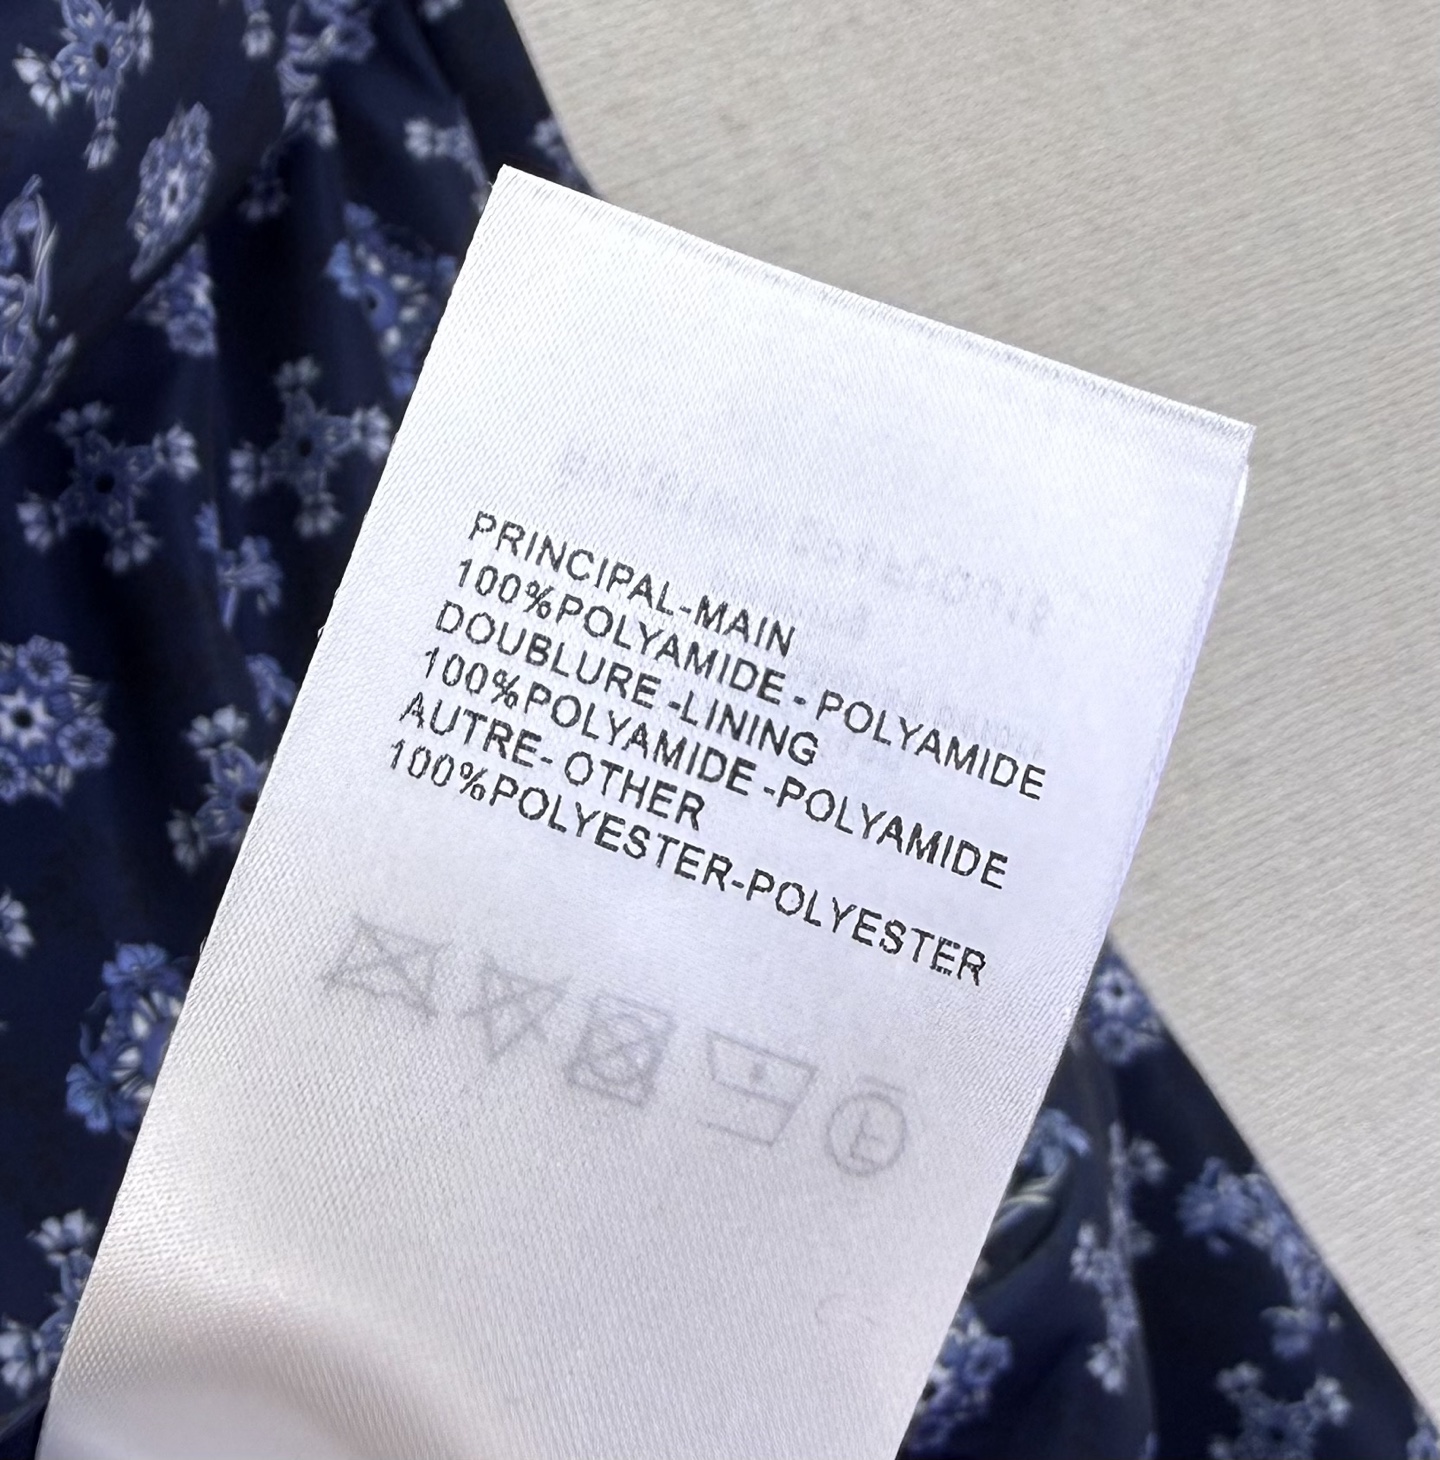 PRINCIPAL-MAIN
100%POLYAMIDE - POLYAMIDE
DOUBLURE -LINING
100%POLYAMIDE -POLYAMIDE
AUTRE- OTHER
100%POLYESTER-POLYESTER